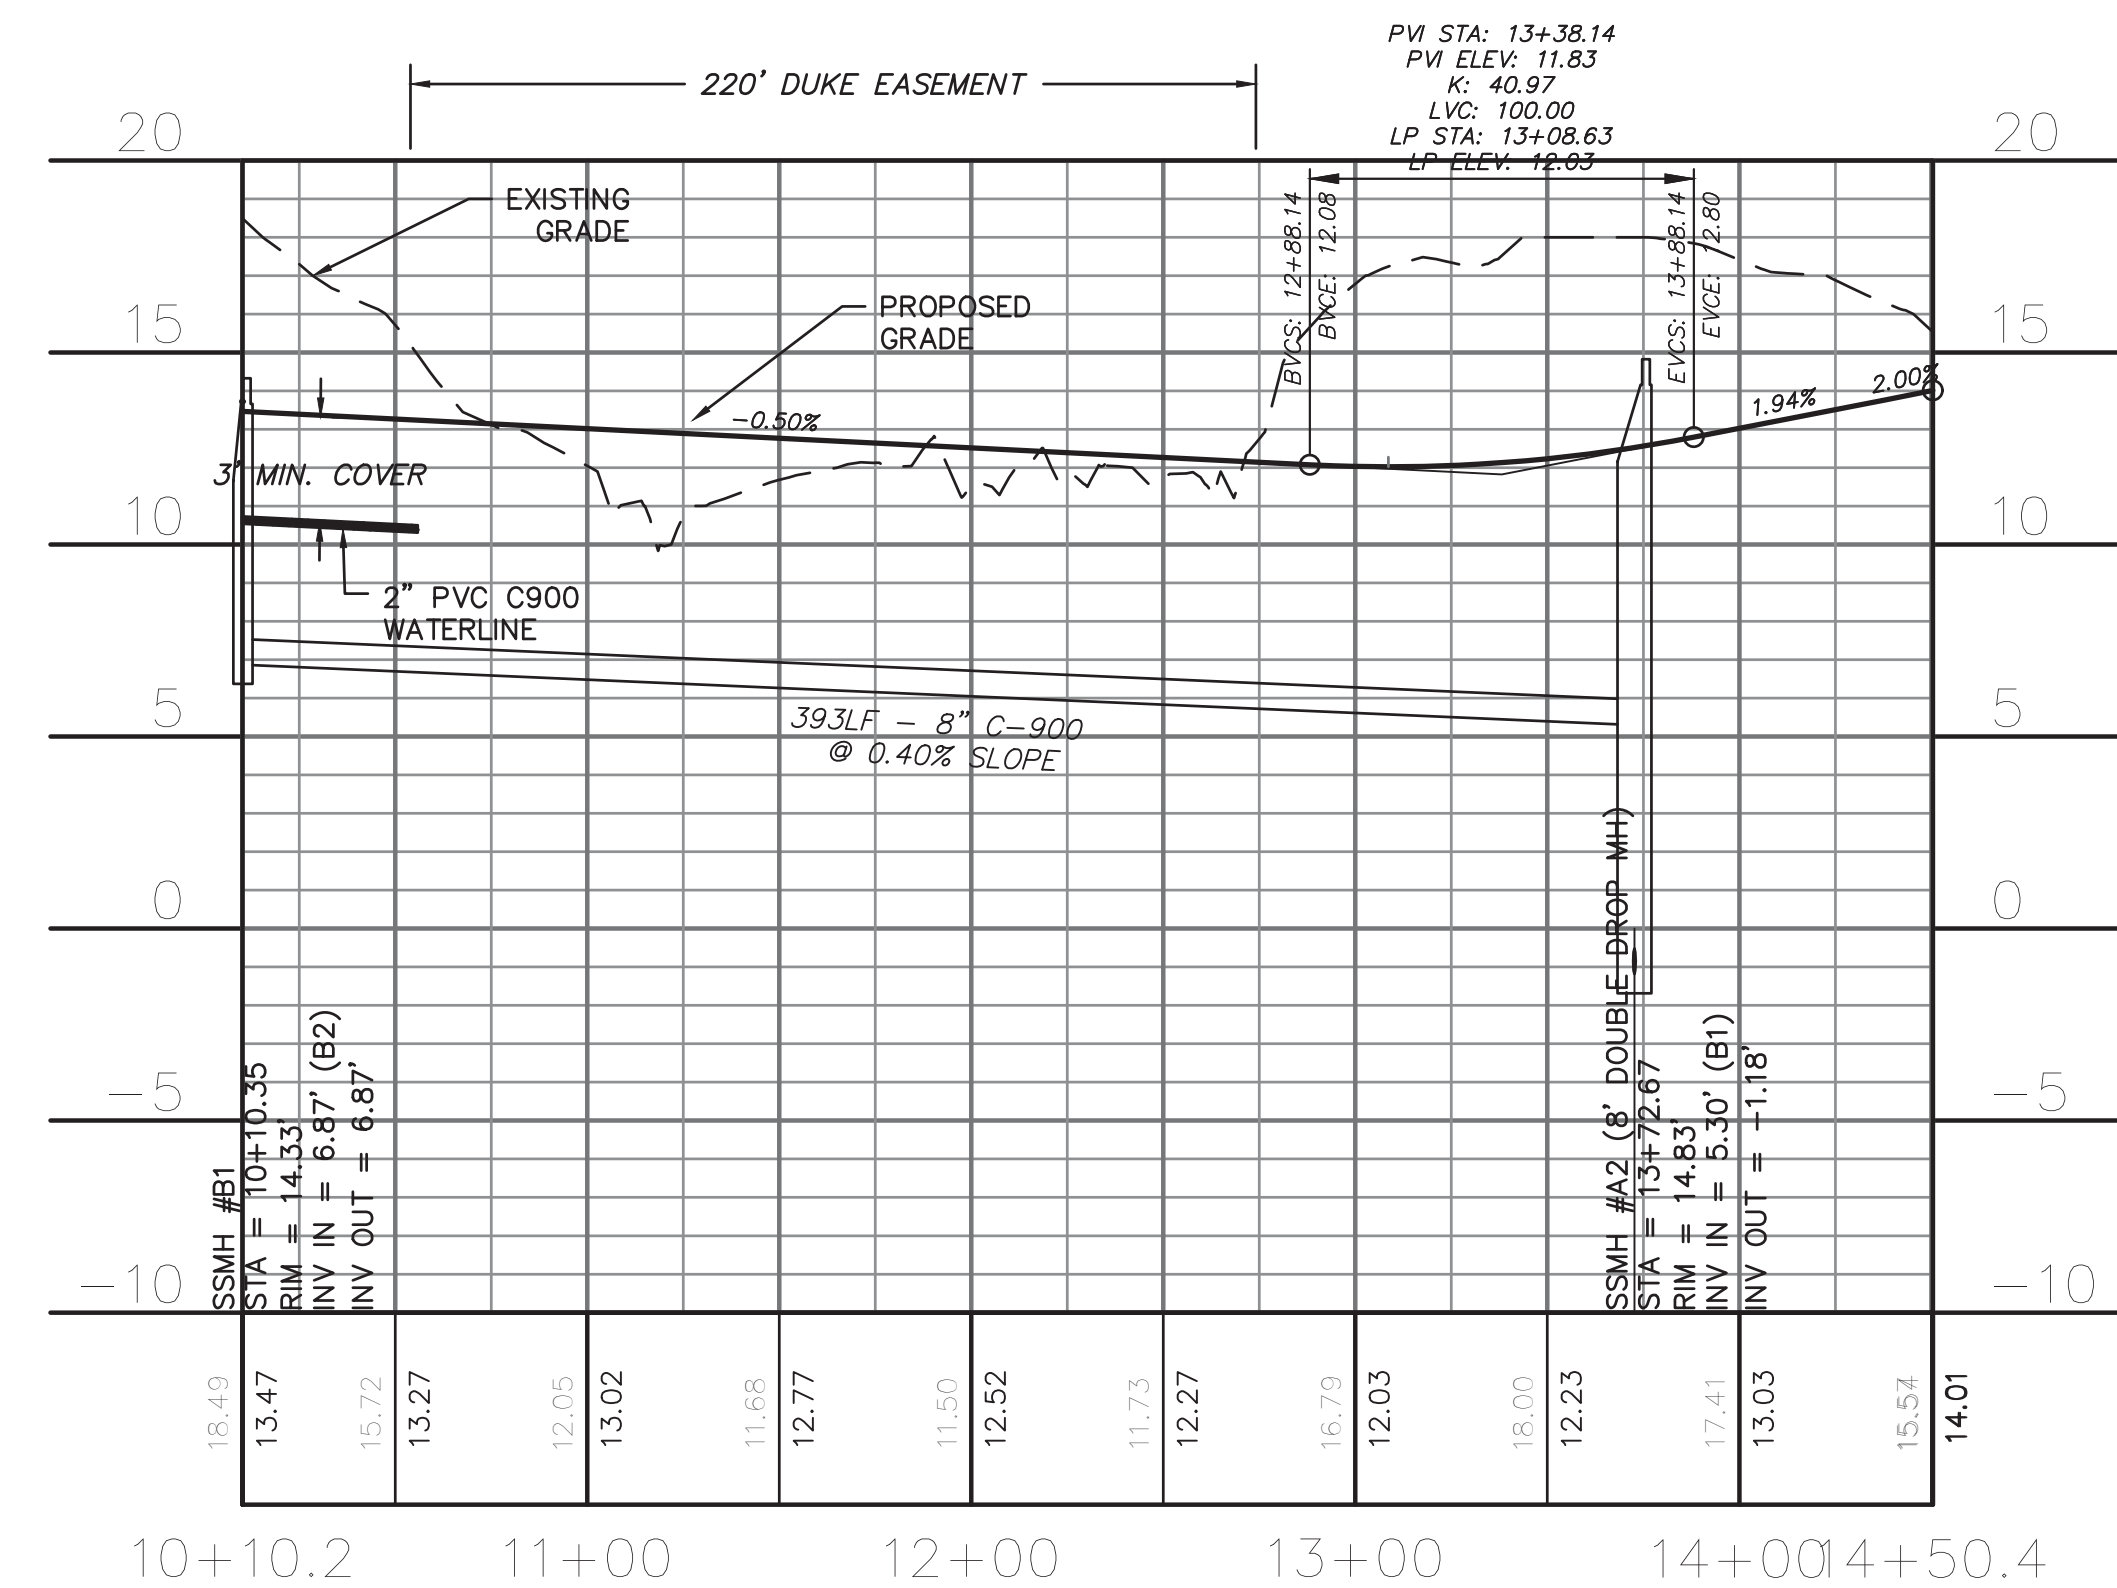 PVI STA: 13+38.14
PVI ELEV: 11.83
K: 40.97
LVC: 100.00
LP STA: 13+08.63
LP ELEV: 12.03
220' DUKE EASEMENT
20
20
EXISTING
GRADE
BVCS: 12+88.14
BVCE: 12.08
EVCS: 13+88.14
EVCE: 12.80
PROPOSED
GRADE
15
15
-0.50%
1.94%
2.00%
3' MIN. COVER
10
10
2" PVC C900
WATERLINE
5
5
393LF - 8" C-900
@ 0.40% SLOPE
0
0
-5
-5
-10
-10
SSMH #B1
STA = 10+10.35
RIM = 14.33'
INV IN = 6.87' (B2)
INV OUT = 6.87'
SSMH #A2 (8' DOUBLE DROP MH)
STA = 13+72.67
RIM = 14.83'
INV IN = 5.30' (B1)
INV OUT = -1.18'
18.49
13.47
15.72
13.27
12.05
13.02
11.68
12.77
11.50
12.52
11.73
12.27
16.79
12.03
18.00
12.23
17.41
13.03
14.01
10+10.2
11+00
12+00
13+00
14+00
14+50.4